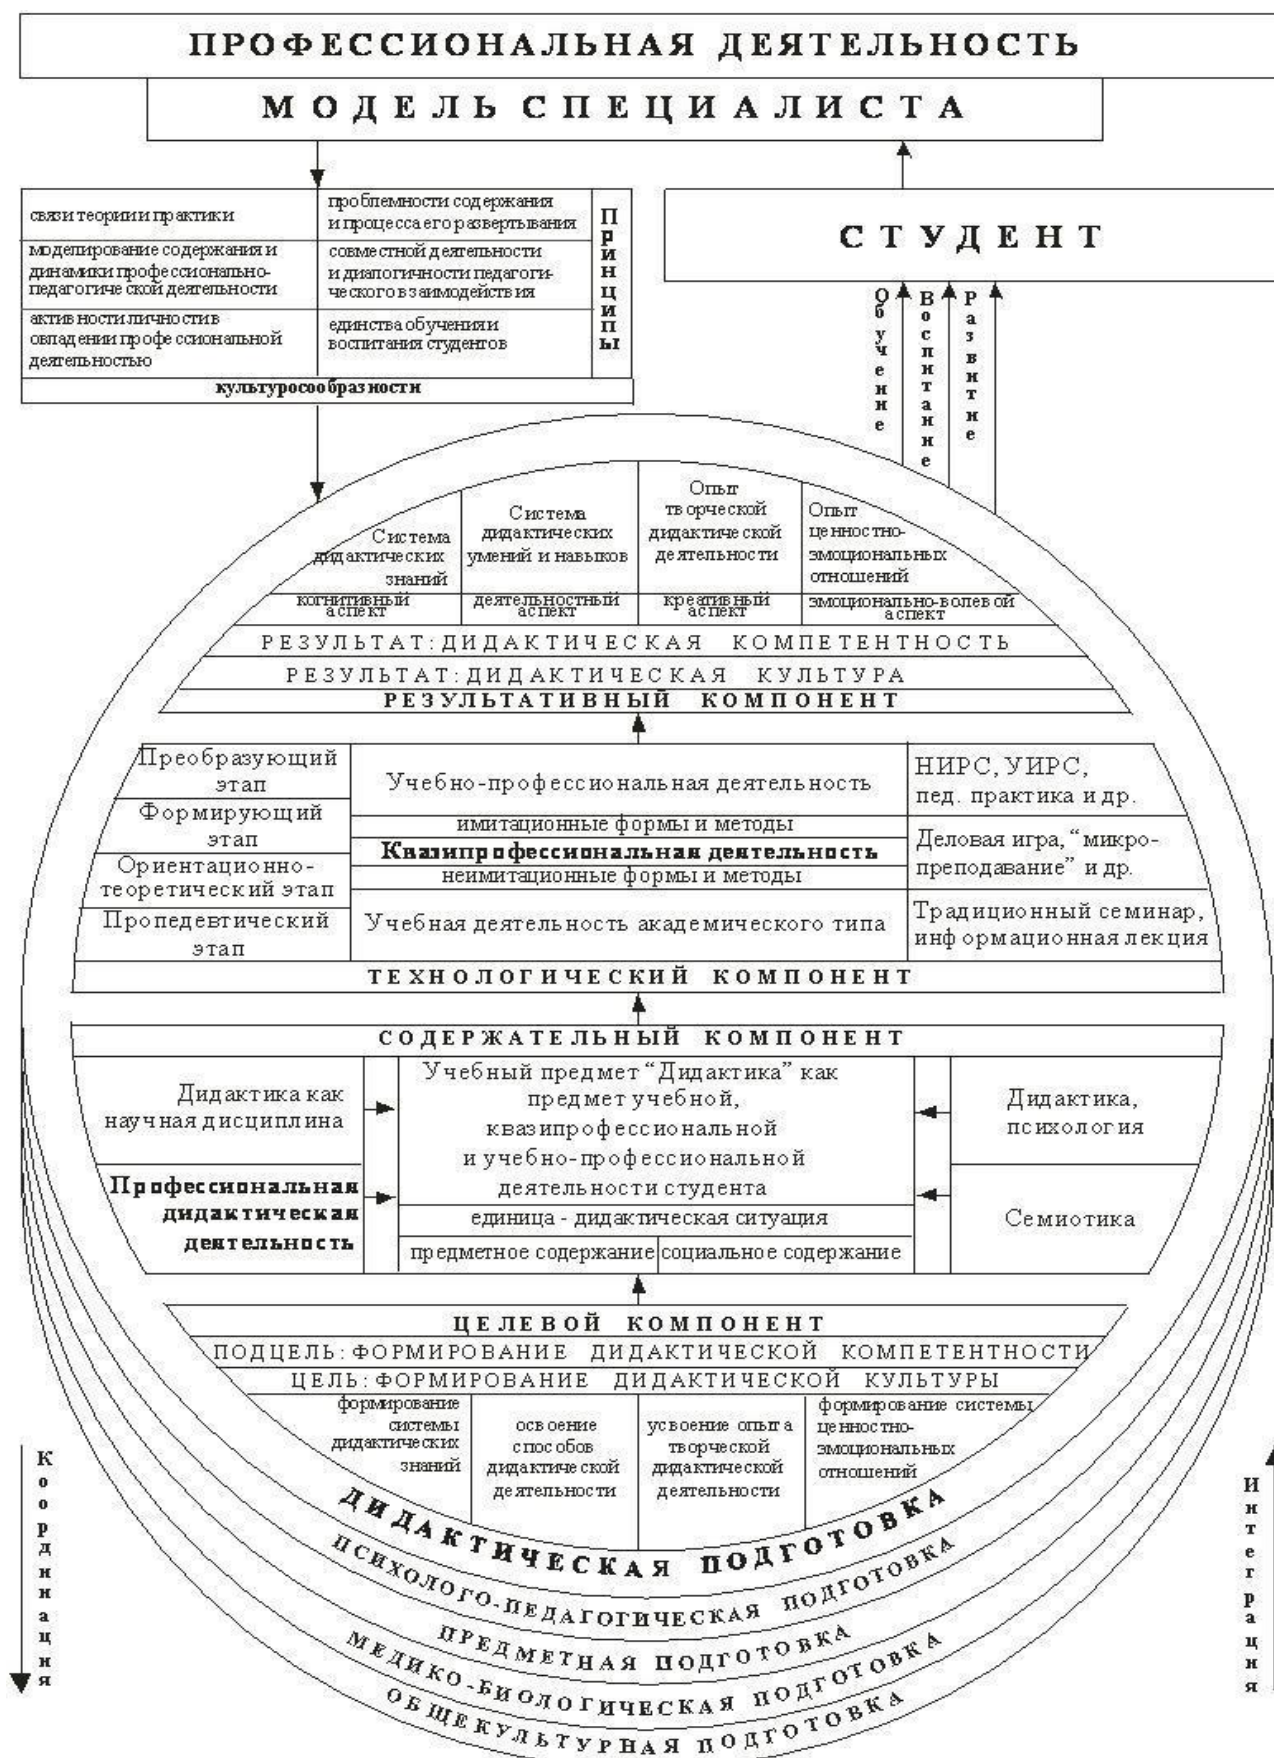 ПРОФЕССИОНАЛЬНАЯ ДЕЯТЕЛЬНОСТЬ
МОДЕЛЬ СПЕЦИАЛИСТА
связи теории и практики
проблемности содержания
и процесса его развертывания
моделирование содержания и
динамики профессионально-
педагогической деятельности
совместной деятельности
и диалогичности педагоги-
ческого взаимодействия
активности личности в
овладении профессиональной
деятельностью
единства обучения и
воспитания студентов
Принципы
культуросообразности
СТУДЕНТ
Обучение
Воспитание
Развитие
Система
дидактических
знаний
Система
дидактических
умений и навыков
Опыт
творческой
дидактической
деятельности
Опыт
ценностно-
эмоциональных
отношений
когнитивный
аспект
деятельностный
аспект
креативный
аспект
эмоционально-волевой
аспект
РЕЗУЛЬТАТ: ДИДАКТИЧЕСКАЯ КОМПЕТЕНТНОСТЬ
РЕЗУЛЬТАТ: ДИДАКТИЧЕСКАЯ КУЛЬТУРА
РЕЗУЛЬТАТИВНЫЙ КОМПОНЕНТ
Преобразующий
этап
Формирующий
этап
Ориентационно-
теоретический этап
Пропедевтический
этап
Учебно-профессиональная деятельность
имитационные формы и методы
Квазипрофессиональная деятельность
неимитационные формы и методы
Учебная деятельность академического типа
НИРС, УИРС,
пед. практика и др.
Деловая игра, “микро-
преподавание” и др.
Традиционный семинар,
информационная лекция
ТЕХНОЛОГИЧЕСКИЙ КОМПОНЕНТ
СОДЕРЖАТЕЛЬНЫЙ КОМПОНЕНТ
Дидактика как
научная дисциплина
Профессиональная
дидактическая
деятельность
Учебный предмет “Дидактика” как
предмет учебной,
квазипрофессиональной
и учебно-профессиональной
деятельности студента
единица - дидактическая ситуация
предметное содержание
социальное содержание
Дидактика,
психология
Семиотика
ЦЕЛЕВОЙ КОМПОНЕНТ
ПОДЦЕЛЬ: ФОРМИРОВАНИЕ ДИДАКТИЧЕСКОЙ КОМПЕТЕНТНОСТИ
ЦЕЛЬ: ФОРМИРОВАНИЕ ДИДАКТИЧЕСКОЙ КУЛЬТУРЫ
формирование
системы
дидактических
знаний
освоение
способов
дидактической
деятельности
усвоение опыта
творческой
дидактической
деятельности
формирование системы
ценностно-
эмоциональных
отношений
ДИДАКТИЧЕСКАЯ ПОДГОТОВКА
ПСИХОЛОГО-ПЕДАГОГИЧЕСКАЯ ПОДГОТОВКА
ПРЕДМЕТНАЯ ПОДГОТОВКА
МЕДИКО-БИОЛОГИЧЕСКАЯ ПОДГОТОВКА
ОБЩЕКУЛЬТУРНАЯ ПОДГОТОВКА
Координация
Интеграция